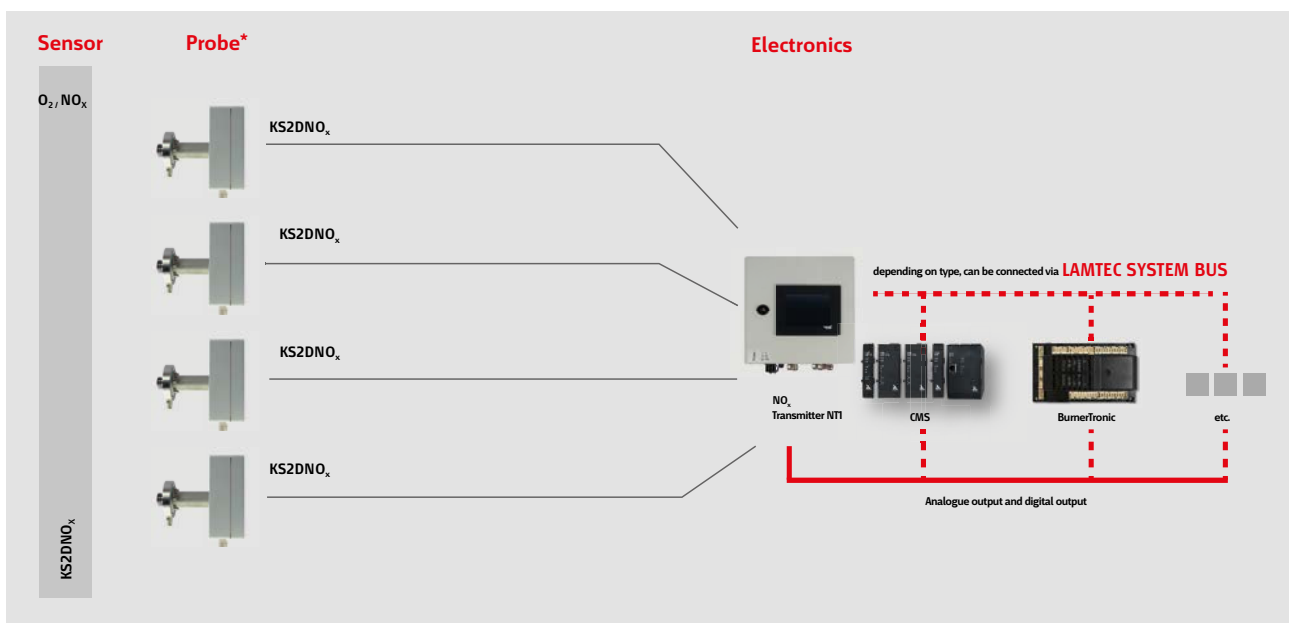 Sensor
Probe*
Electronics
O₂ / NOₓ
KS2DNOₓ
KS2DNOₓ
KS2DNOₓ
KS2DNOₓ
KS2DNOₓ
depending on type, can be connected via LAMTEC SYSTEM BUS
NOₓ
Transmitter NT1
CMS
BurnerTronic
etc.
Analogue output and digital output